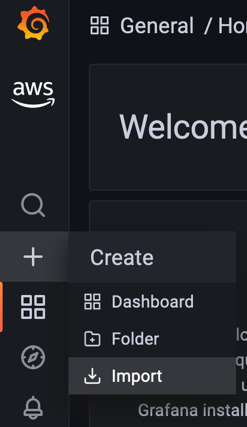 General / Ho
aws
Welcome
Create
Dashboard
Folder
Import
Grafana instal